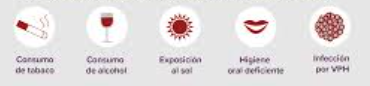 Consumo
de tabaco
Consumo
de alcohol
Exposición
al sol
Higiene
oral deficiente
Infección
por VPH